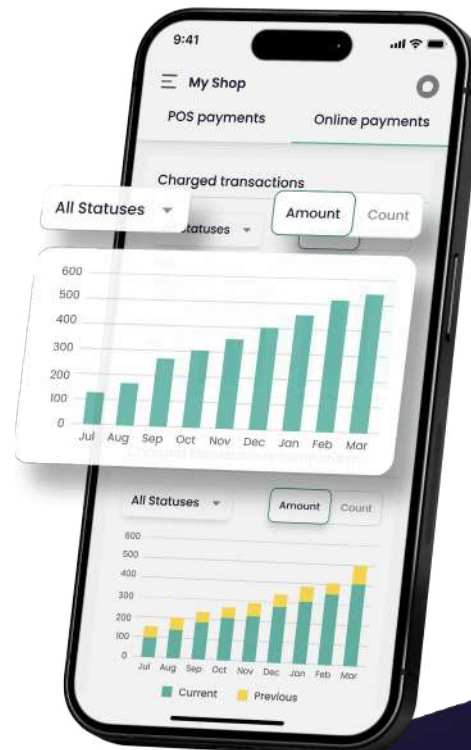 9:41
My Shop
POS payments Online payments
Charged transactions
All Statuses Amount Count
tatuses
600
500
400
300
200
100
0
Jul Aug Sep Oct Nov Dec Jan Feb Mar
All Statuses Amount Count
600
500
400
300
200
100
0
Jul Aug Sep Oct Nov Dec Jan Feb Mar
Current Previous